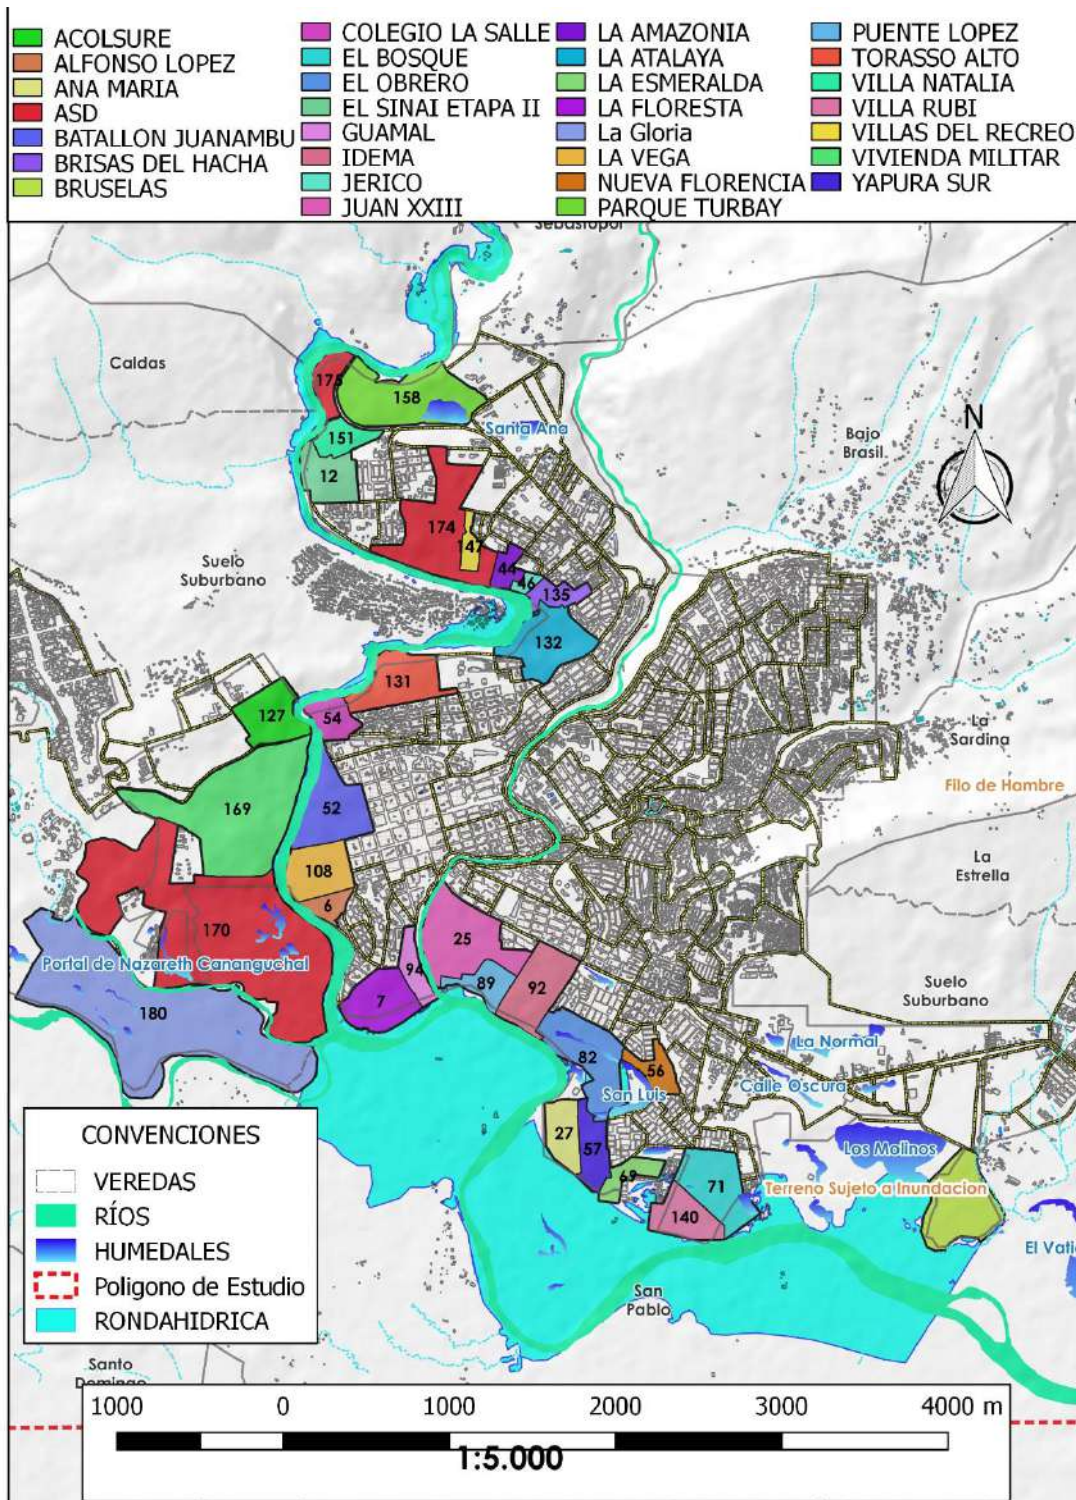 ACOLSURE
ALFONSO LOPEZ
ANA MARIA
ASD
BATALLON JUANAMBU
BRISAS DEL HACHA
BRUSELAS
COLEGIO LA SALLE
EL BOSQUE
EL OBRERO
EL SINAI ETAPA II
GUAMAL
IDEMA
JERICO
JUAN XXIII
LA AMAZONIA
LA ATALAYA
LA ESMERALDA
LA FLORESTA
La Gloria
LA VEGA
NUEVA FLORENCIA
PARQUE TURBAY
PUENTE LOPEZ
TORASSO ALTO
VILLA NATALIA
VILLA RUBI
VILLAS DEL RECREO
VIVIENDA MILITAR
YAPURA SUR
Caldas
175
158
Santa Ana
N
Bajo
Brasil
151
12
174
147
Suelo
Suburbano
44
46
135
132
131
127
54
La
Sardina
Filo de Hambre
169
52
108
La
Estrella
6
170
25
Portal de Nazareth Cananguchal
94
89
92
Suelo
Suburbano
180
7
La Normal
82
56
San Luis
Calle Oscura
27
57
Los Molinos
69
71
Terreno Sujeto a Inundacion
140
El Vati
San
Pablo
CONVENCIONES
VEREDAS
RÍOS
HUMEDALES
Poligono de Estudio
RONDAHIDRICA
Santo
Domingo
1000 0 1000 2000 3000 4000 m
1:5.000